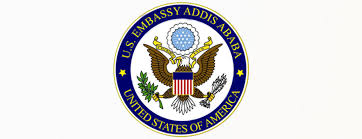 U.S. EMBASSY ADDIS ABABA
UNITED STATES OF AMERICA